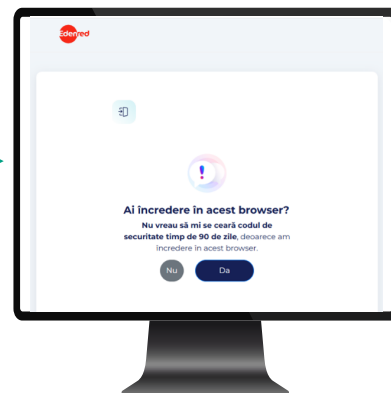 Edenred
Ai încredere în acest browser?
Nu vreau să mi se ceară codul de
securitate timp de 90 de zile, deoarece am
încredere în acest browser.
Nu
Da